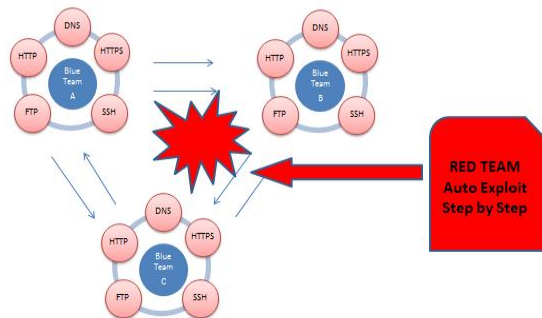 DNS
HTTP
HTTPS
Blue
Team
A
FTP
SSH
DNS
HTTP
HTTPS
Blue
Team
B
FTP
SSH
RED TEAM
Auto Exploit
Step by Step
DNS
HTTP
HTTPS
Blue
Team
C
FTP
SSH